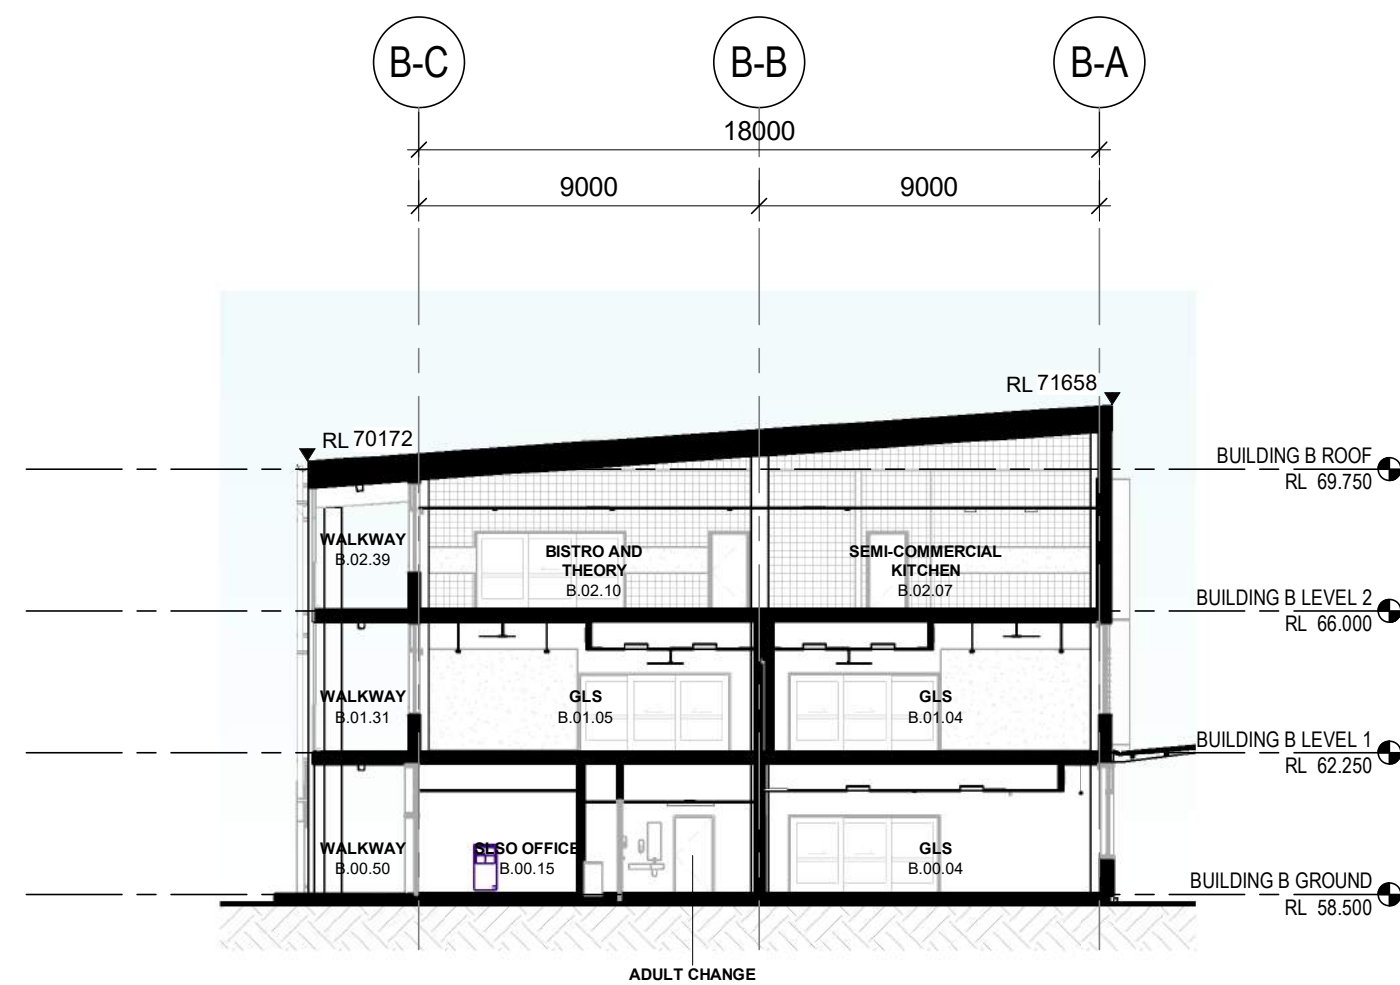 B-C
B-B
B-A
18000
9000
9000
RL 71658
RL 70172
BUILDING B ROOF
RL 69.750
WALKWAY
B.02.39
BISTRO AND
THEORY
B.02.10
SEMI-COMMERCIAL
KITCHEN
B.02.07
BUILDING B LEVEL 2
RL 66.000
WALKWAY
B.01.31
GLS
B.01.05
GLS
B.01.04
BUILDING B LEVEL 1
RL 62.250
WALKWAY
B.00.50
SLSO OFFICE
B.00.15
GLS
B.00.04
BUILDING B GROUND
RL 58.500
ADULT CHANGE